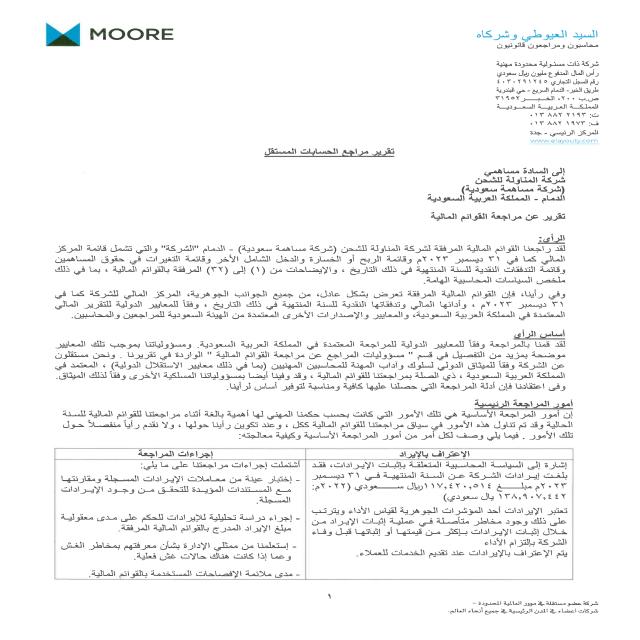 MOORE
السيد العيوطي وشركاه
محاسبون ومراجعون قانونيون
شركة ذات مسئولية محدودة مهنية
رأس المال المدفوع مليون ريال سعودي
رقم السجل التجاري ٤٠٣٠٢٩١٢٤٥
طريق الخبر- الدمام السريع - حي البندرية
ص.ب ٢٠٠، الخبر ٣١٩٥٢
المملكة العربية السعودية
ت: ٢١٩٣ ٨٨٢ ٠١٣
ف: ١٩٧٣ ٨٨٢ ٠١٣
المركز الرئيسي - جدة
www.elayouty.com
تقرير مراجع الحسابات المستقل
إلى السادة مساهمي
شركة المناولة للشحن
(شركة مساهمة سعودية)
الدمام - المملكة العربية السعودية
تقرير عن مراجعة القوائم المالية
الرأي:
لقد راجعنا القوائم المالية المرفقة لشركة المناولة للشحن (شركة مساهمة سعودية) - الدمام "الشركة" والتي تشمل قائمة المركز
المالي كما في ٣١ ديسمبر ٢٠٢٣م وقائمة الربح أو الخسارة والدخل الشامل الأخر وقائمة التغيرات في حقوق المساهمين
وقائمة التدفقات النقدية للسنة المنتهية في ذلك التاريخ ، والايضاحات من (١) إلى (٣٢) المرفقة بالقوائم المالية ، بما في ذلك
ملخص السياسات المحاسبية الهامة.
وفي رأينا، فإن القوائم المالية المرفقة تعرض بشكل عادل، من جميع الجوانب الجوهرية، المركز المالي للشركة كما في
٣١ ديسمبر ٢٠٢٣م ، وأدائها المالي وتدفقاتها النقدية للسنة المنتهية في ذلك التاريخ ، وفقاً للمعايير الدولية للتقرير المالي
المعتمدة في المملكة العربية السعودية، والمعايير والإصدارات الأخرى المعتمدة من الهيئة السعودية للمراجعين والمحاسبين.
أساس الرأي
لقد قمنا بالمراجعة وفقاً للمعايير الدولية للمراجعة المعتمدة في المملكة العربية السعودية. ومسؤولياتنا بموجب تلك المعايير
موضحة بمزيد من التفصيل في قسم " مسؤوليات المراجع عن مراجعة القوائم المالية " الواردة في تقريرنا . ونحن مستقلون
عن الشركة وفقاً للميثاق الدولي لسلوك وآداب المهنة للمحاسبين المهنيين (بما في ذلك معايير الاستقلال الدولية) ، المعتمد في
المملكة العربية السعودية ، ذي الصلة بمراجعتنا للقوائم المالية ، وقد وفينا أيضا بمسؤولياتنا المسلكية الأخرى وفقاً لذلك الميثاق.
وفى اعتقادنا فإن أدلة المراجعة التي حصلنا عليها كافية ومناسبة لتوفير أساس لرأينا.
أمور المراجعة الرئيسية
إن أمور المراجعة الأساسية هي تلك الأمور التي كانت بحسب حكمنا المهني لها أهمية بالغة أثناء مراجعتنا للقوائم المالية للسنة
الحالية وقد تم تناول هذه الأمور في سياق مراجعتنا للقوائم المالية ككل ، وعند تكوين رأينا حولها ، ولا نقدم رأياً منفصلاً حول
تلك الأمور . فيما يلي وصف لكل أمر من أمور المراجعة الأساسية وكيفية معالجته:
الإعتراف بالإيراد
إشارة إلى السياسة المحاسبية المتعلقة بإثبات الإيرادات، فقد
بلغت إيرادات الشركة عن السنة المنتهية في ٣١ ديسمبر
٢٠٢٣م مبلغ ١١٧,٤٢٠,٥١٤ ريال سعودي (٢٠٢٢م:
١٣٨,٩٠٧,٤٤٢ ريال سعودي)
تعتبر الإيرادات أحد المؤشرات الجوهرية لقياس الأداء ويترتب
على ذلك وجود مخاطر متأصلة في عملية إثبات الإيراد من
خلال إثبات الإيرادات بأكثر من قيمتها أو إثباتها قبل وفاء
الشركة بإلتزام الأداء
يتم الإعتراف بالإيرادات عند تقديم الخدمات للعملاء.
إجراءات المراجعة
أشتملت إجراءات مراجعتنا على ما يلي:
- إختبار عينة من معاملات الإيرادات المسجلة ومقارنتها
مع المستندات المؤيدة للتحقق من وجود الإيرادات
المسجلة.
- إجراء دراسة تحليلية للإيرادات للحكم على مدى معقولية
مبلغ الإيراد المدرج بالقوائم المالية المرفقة.
- إستعلمنا من ممثلي الإدارة بشأن معرفتهم بمخاطر الغش
وعما إذا كانت هناك حالات غش فعلية.
- مدى ملائمة الإفصاحات المستخدمة بالقوائم المالية.
١
شركة عضو مستقلة في موور العالمية المحدودة –
شركات اعضاء في المدن الرئيسية في جميع أنحاء العالم.